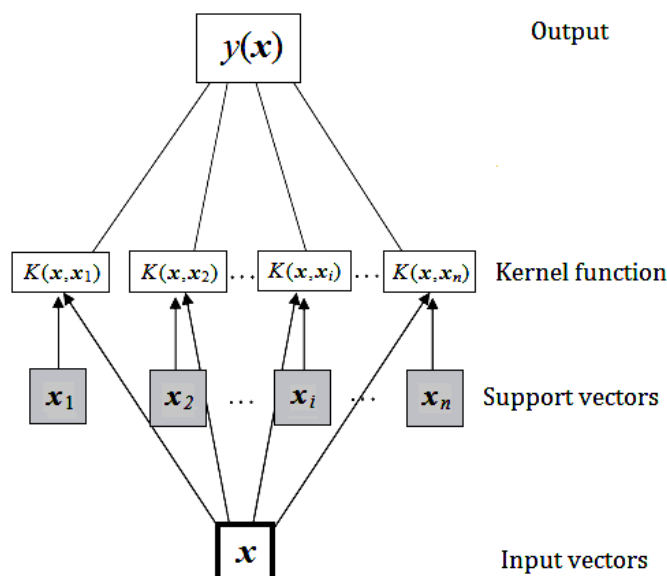 y(x) Output
K(x,x₁) K(x,x₂) ... K(x,xᵢ) ... K(x,xₙ) Kernel function
x₁ x₂ ... xᵢ ... xₙ Support vectors
x Input vectors